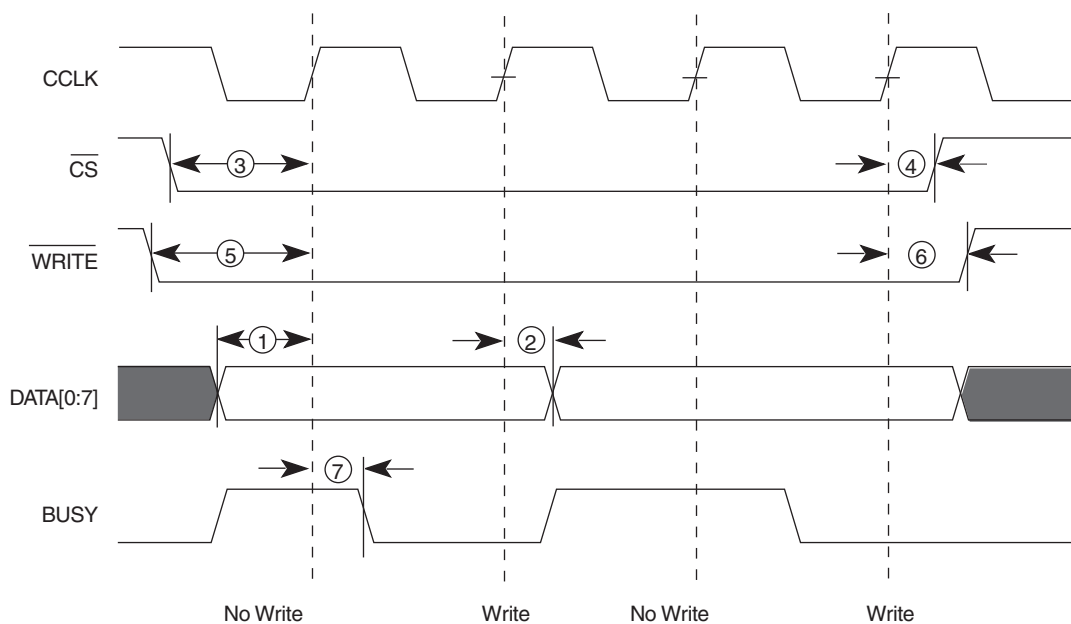 CCLK
CS
③ ④
WRITE
⑤ ⑥
① ②
DATA[0:7]
⑦
BUSY
No Write Write No Write Write